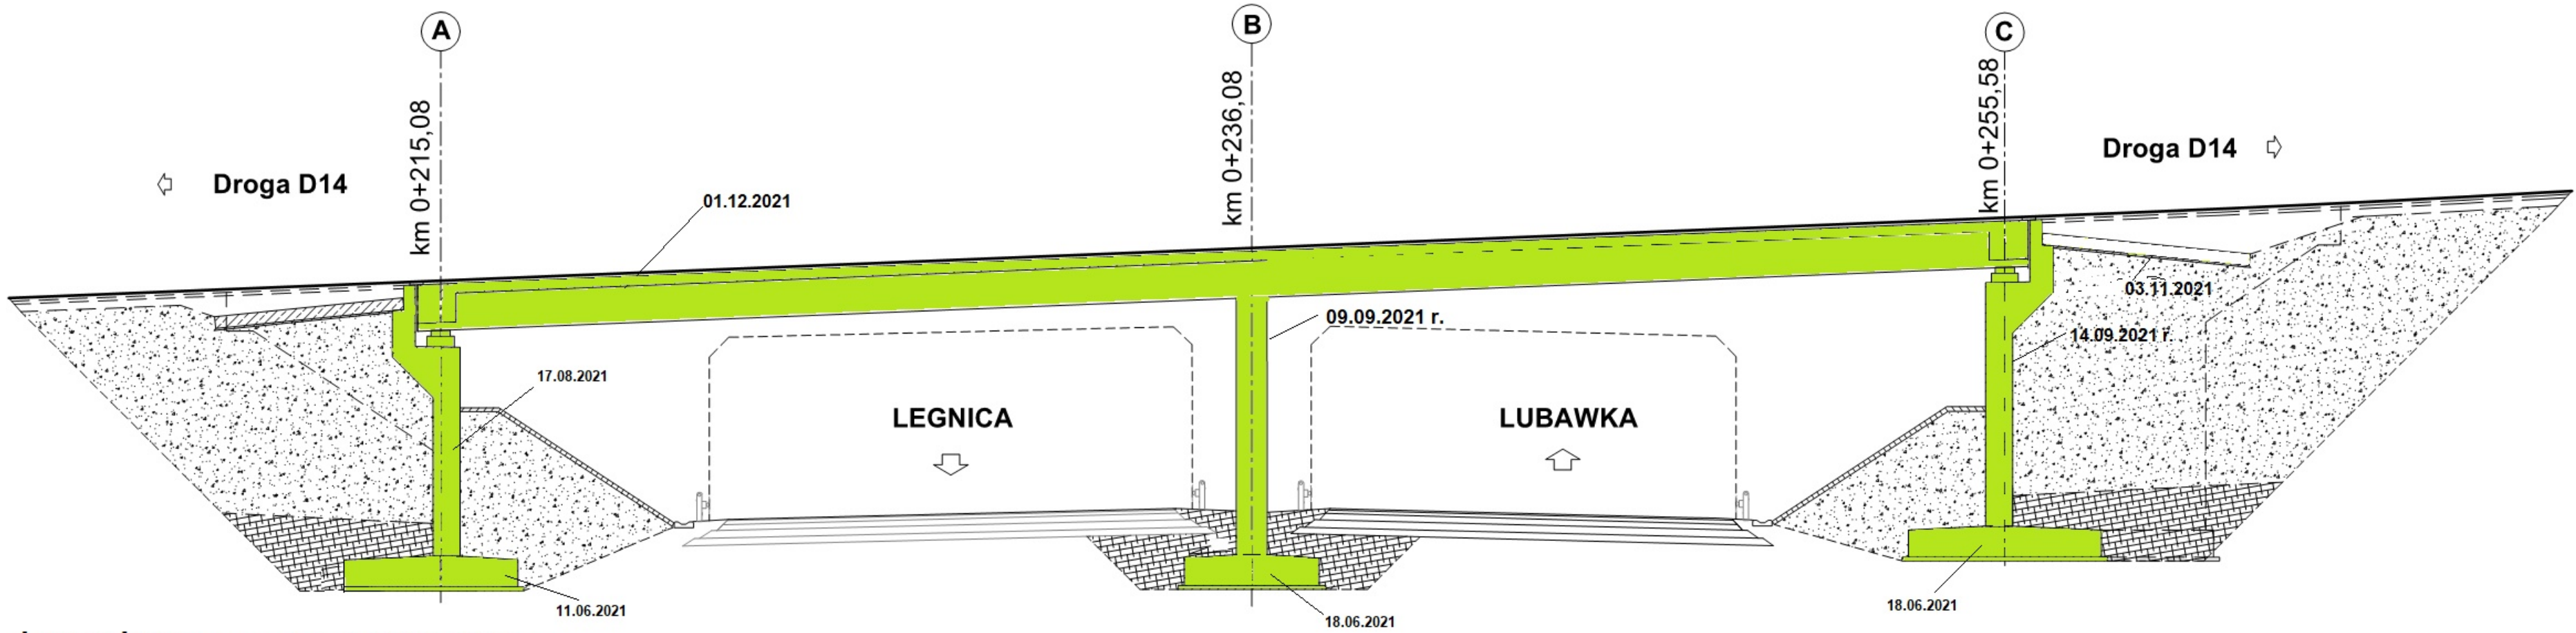 A
B
C
km 0+215,08
km 0+236,08
km 0+255,58
Droga D14
Droga D14
01.12.2021
03.11.2021
09.09.2021 r.
14.09.2021 r.
17.08.2021
LEGNICA
LUBAWKA
11.06.2021
18.06.2021
18.06.2021